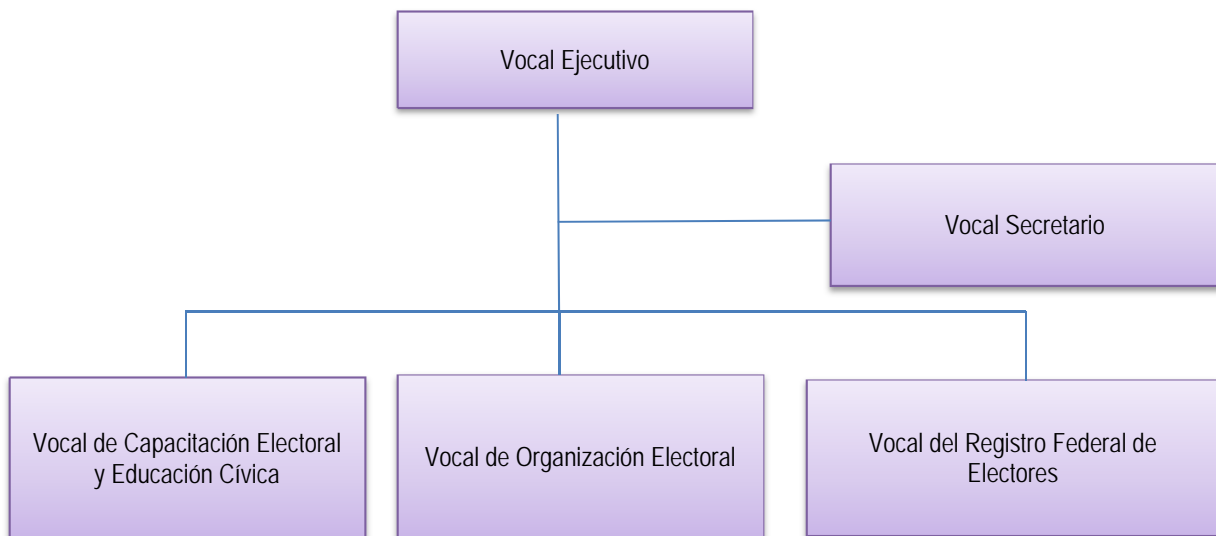 Vocal Ejecutivo
Vocal Secretario
Vocal de Capacitación Electoral
y Educación Cívica
Vocal de Organización Electoral
Vocal del Registro Federal de
Electores